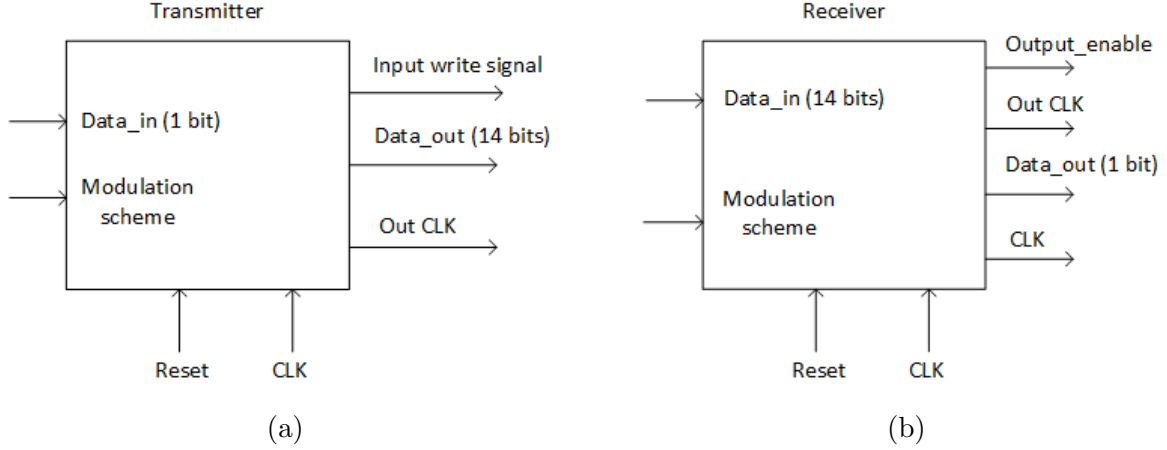 Transmitter
Input write signal
Data_in (1 bit)
Data_out (14 bits)
Modulation
scheme
Out CLK
Reset
CLK
(a)
Receiver
Output_enable
Data_in (14 bits)
Out CLK
Data_out (1 bit)
Modulation
scheme
CLK
Reset
CLK
(b)